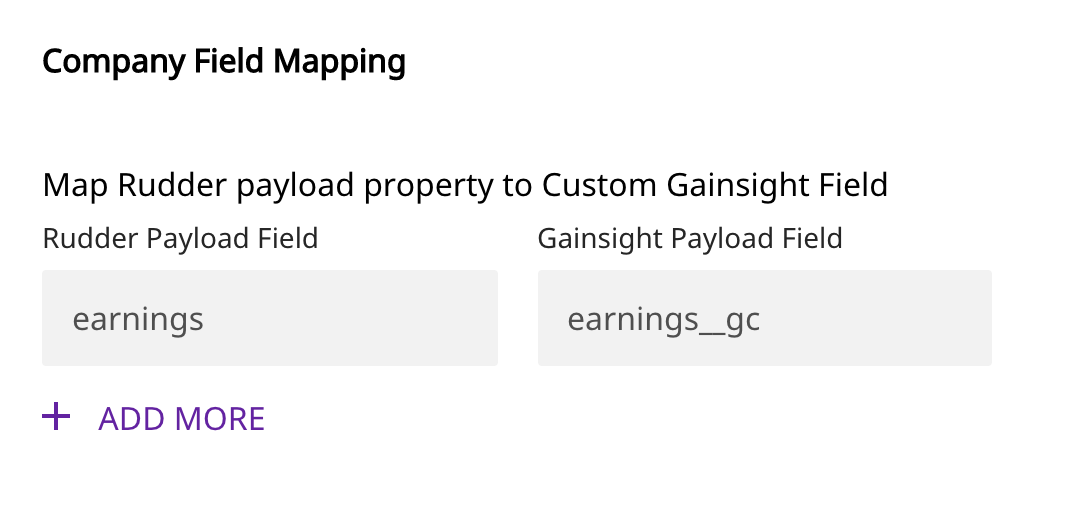 Company Field Mapping
Map Rudder payload property to Custom Gainsight Field
Rudder Payload Field Gainsight Payload Field
earnings earnings__gc
+ ADD MORE